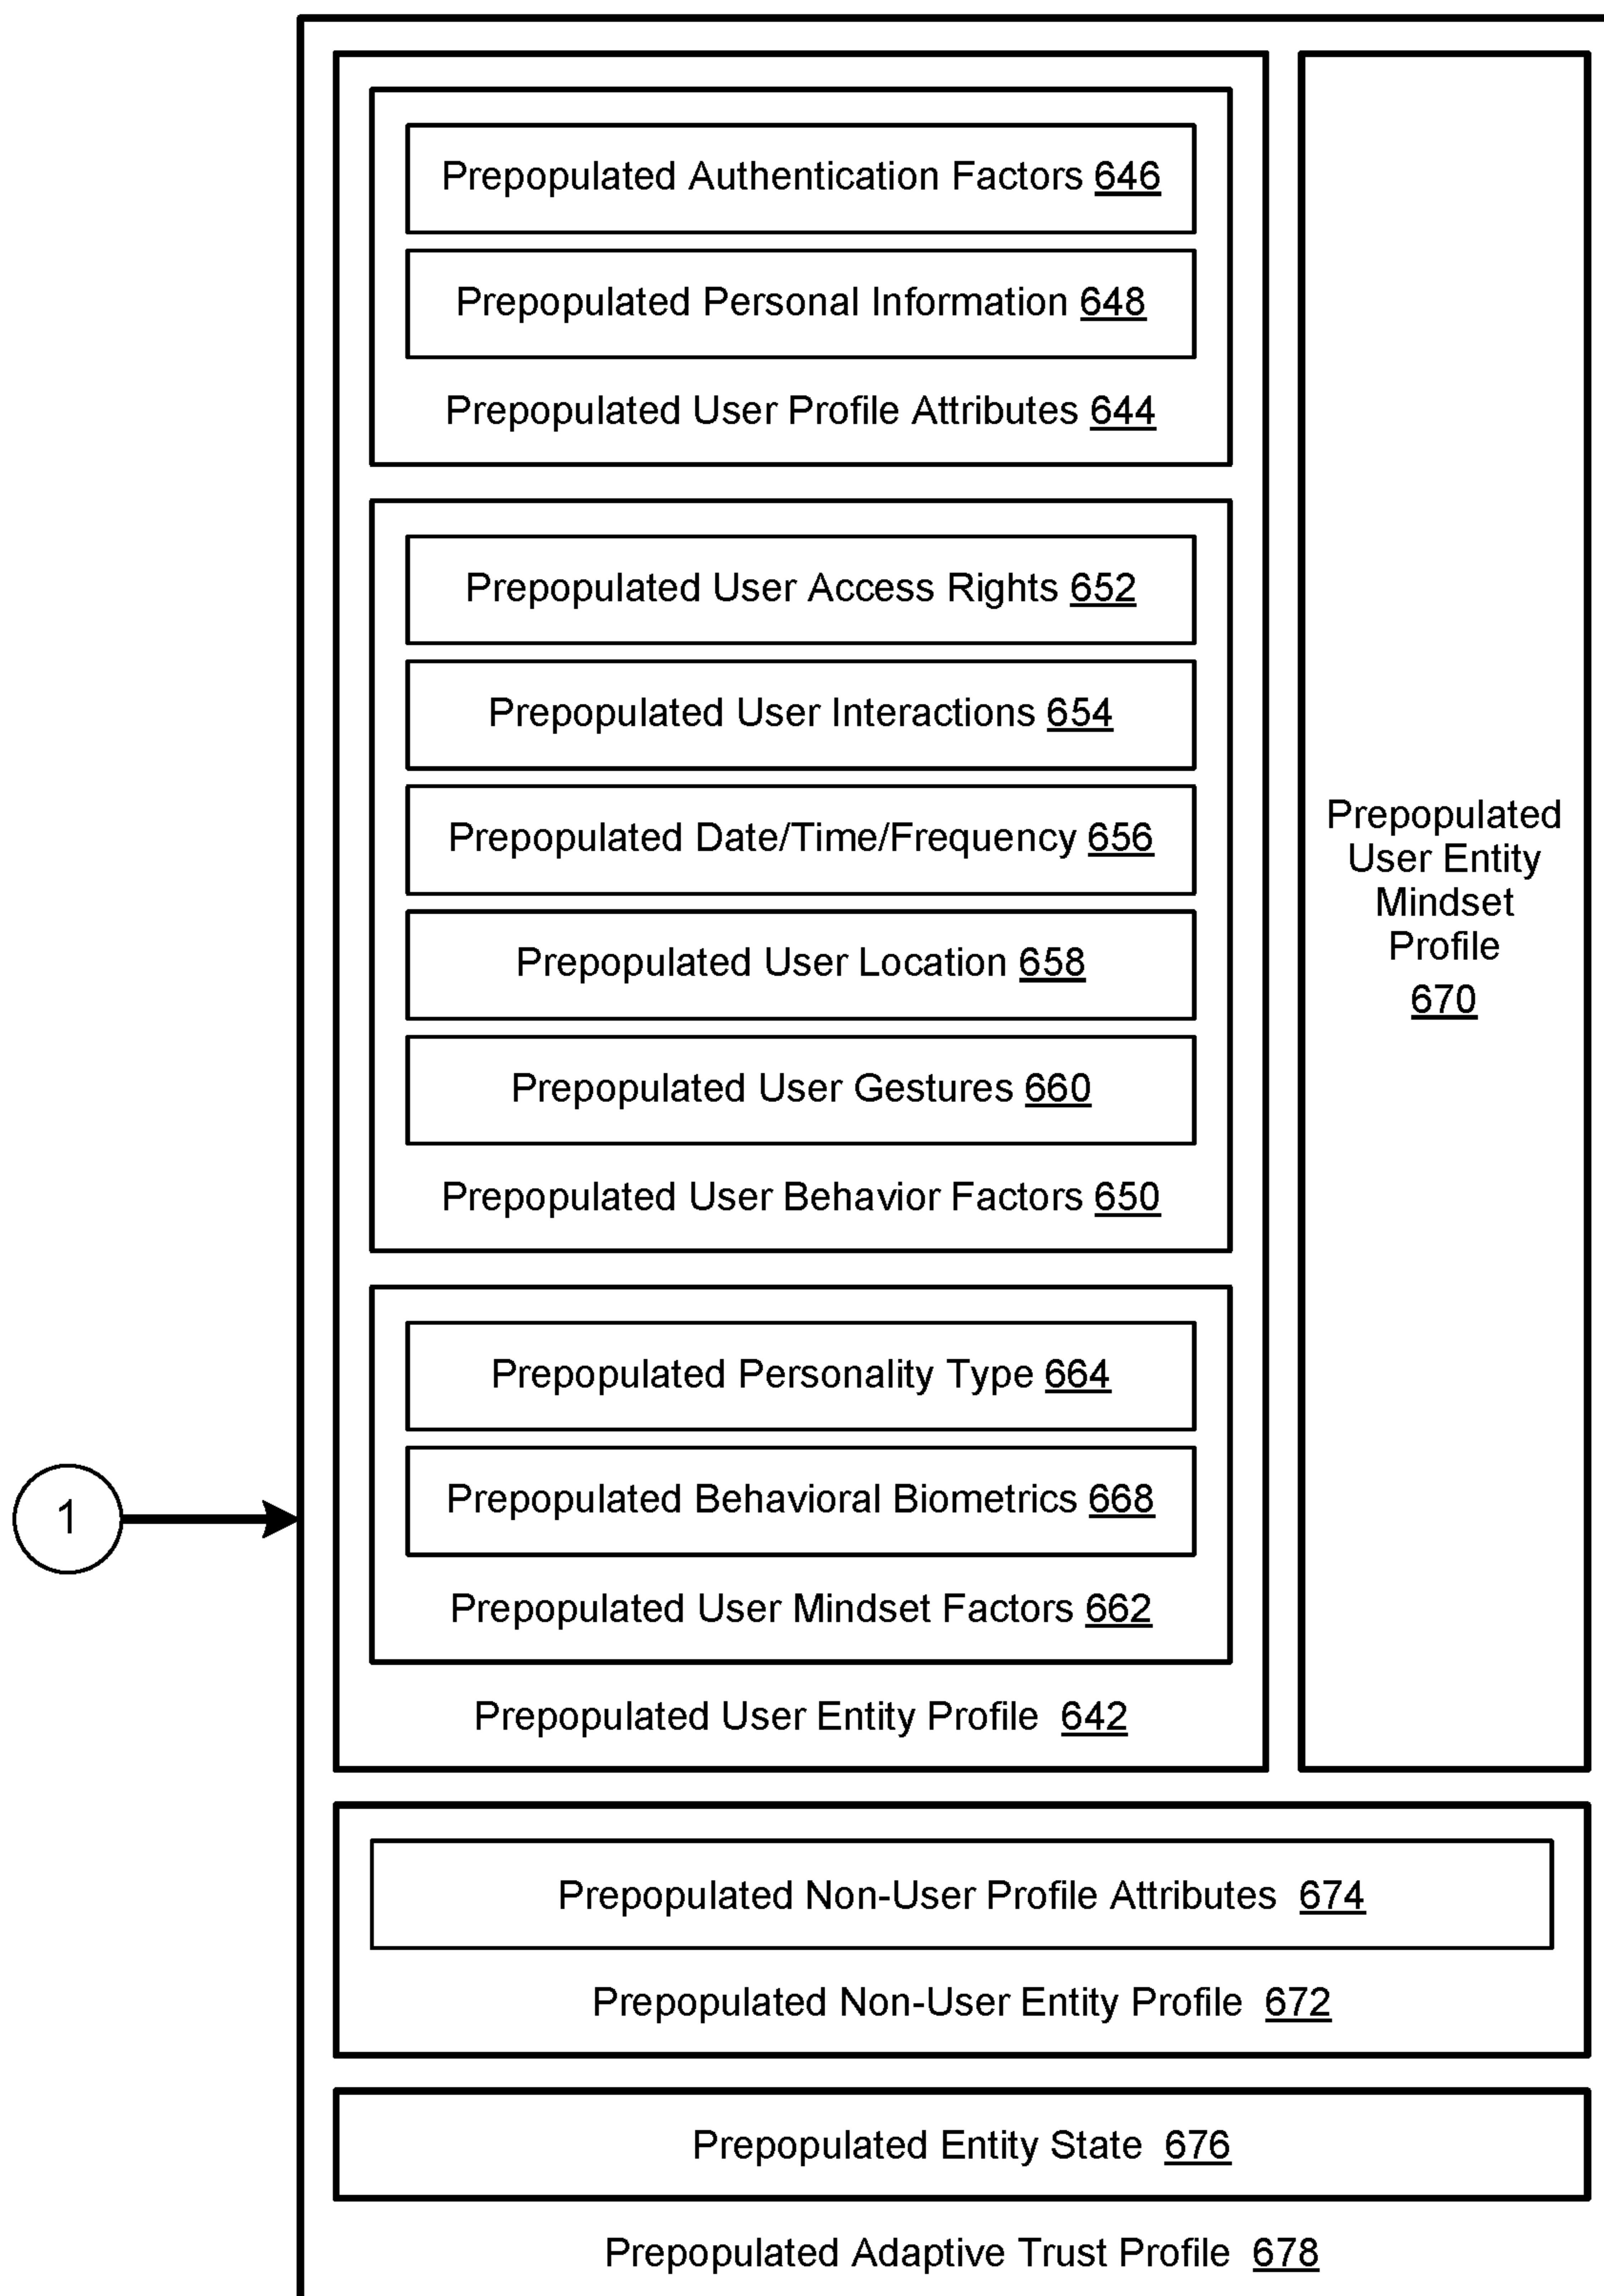 Prepopulated Authentication Factors 646
Prepopulated Personal Information 648
Prepopulated User Profile Attributes 644
Prepopulated User Access Rights 652
Prepopulated User Interactions 654
Prepopulated Date/Time/Frequency 656
Prepopulated User Location 658
Prepopulated User Gestures 660
Prepopulated User Behavior Factors 650
Prepopulated Personality Type 664
Prepopulated Behavioral Biometrics 668
Prepopulated User Mindset Factors 662
Prepopulated User Entity Profile 642
Prepopulated
User Entity
Mindset
Profile
670
1
Prepopulated Non-User Profile Attributes 674
Prepopulated Non-User Entity Profile 672
Prepopulated Entity State 676
Prepopulated Adaptive Trust Profile 678